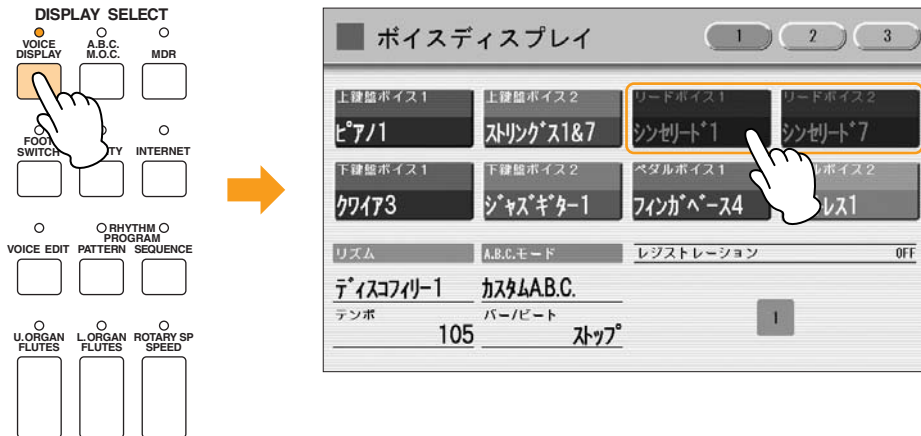 DISPLAY SELECT
VOICE DISPLAY
A.B.C. M.O.C.
MDR
FOOT SWITCH
INTERNET
VOICE EDIT
RHYTHM PROGRAM
PATTERN
SEQUENCE
U.ORGAN FLUTES
L.ORGAN FLUTES
ROTARY SP SPEED
ボイスディスプレイ
1 2 3
上鍵盤ボイス1 上鍵盤ボイス2 リードボイス1 リードボイス2
ピアノ1 ストリングス1&7 シンセリード1 シンセリード7
下鍵盤ボイス1 下鍵盤ボイス2 ペダルボイス1 ボイス2
クワイア3 ジャズギター1 フィンガベース4 レス1
リズム A.B.C.モード レジストレーション OFF
ディスコフィリー1 カスタムA.B.C.
テンポ バー/ビート
105 ストップ
1